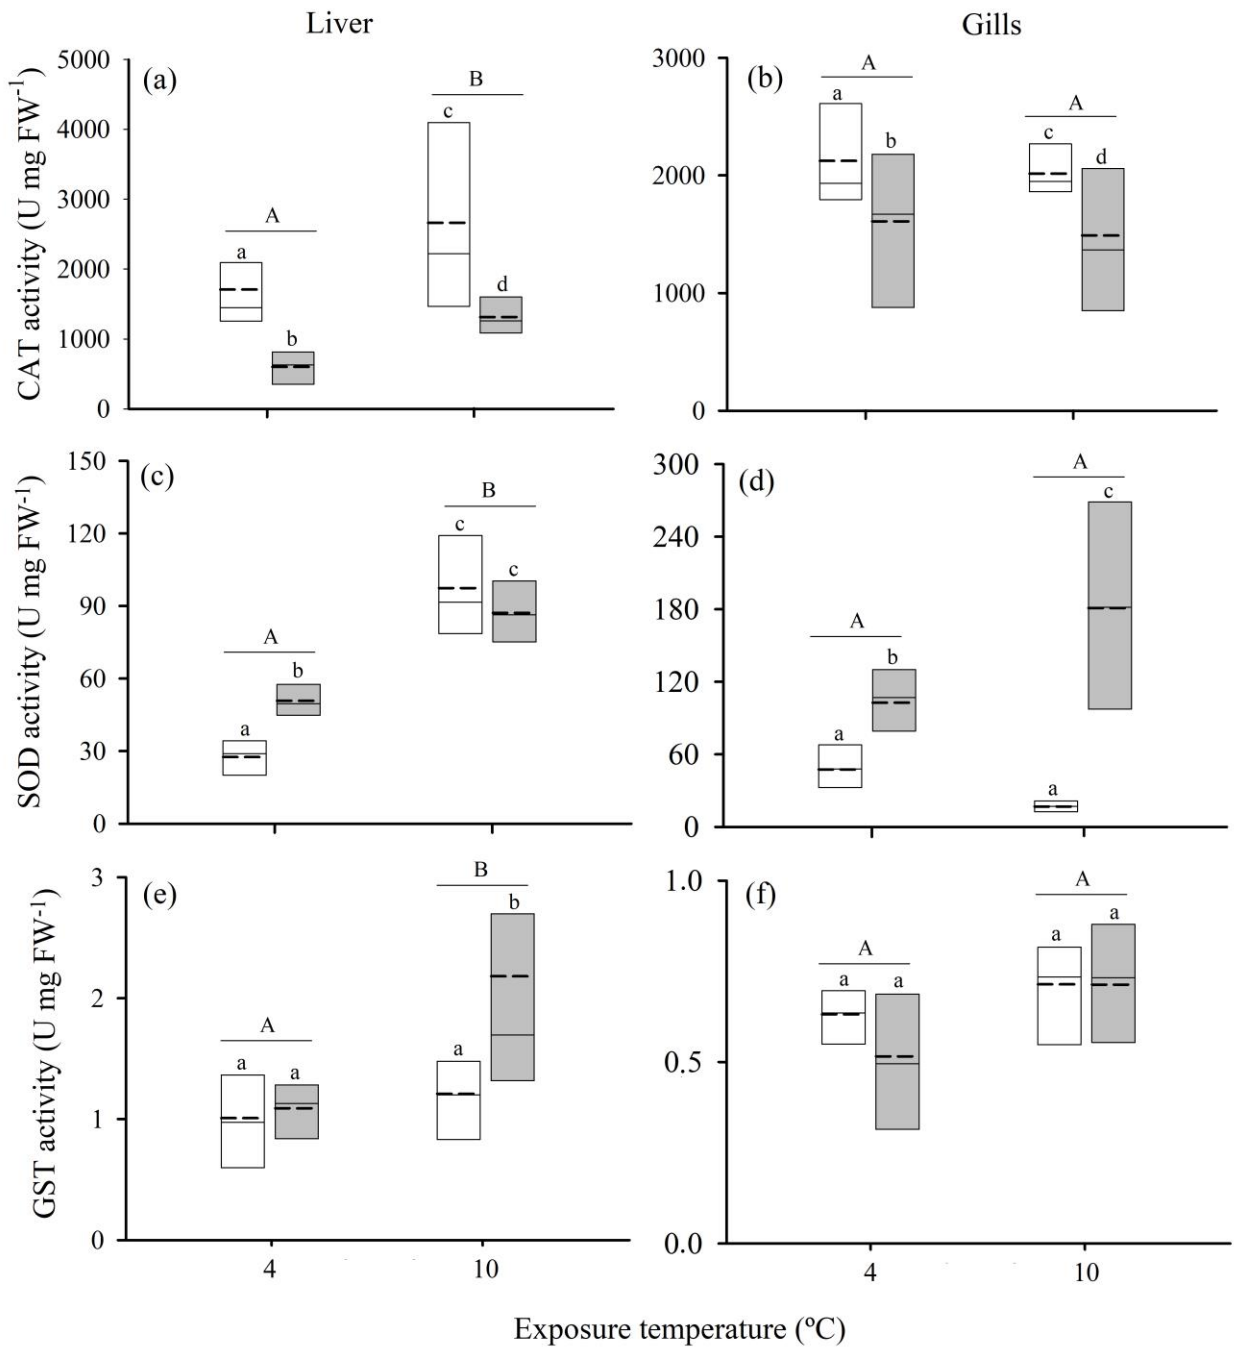 Liver
Gills
CAT activity (U mg FW-1)
5000
4000
3000
2000
1000
0
(a)
A
a
b
B
c
d
3000
2000
1000
0
(b)
A
a
b
A
c
d
SOD activity (U mg FW-1)
150
120
90
60
30
0
(c)
A
a
b
B
c
c
300
240
180
120
60
0
(d)
A
a
b
A
a
c
GST activity (U mg FW-1)
3
2
1
0
(e)
A
a
a
B
a
b
4
10
1.0
0.5
0.0
(f)
A
a
a
A
a
a
4
10
Exposure temperature (ºC)